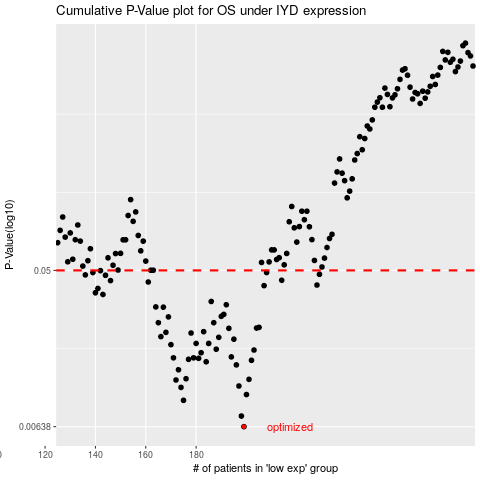 Cumulative P-Value plot for OS under IYD expression
P-Value(log10)
0.05
0.00638
optimized
0 120 140 160 180
# of patients in 'low exp' group